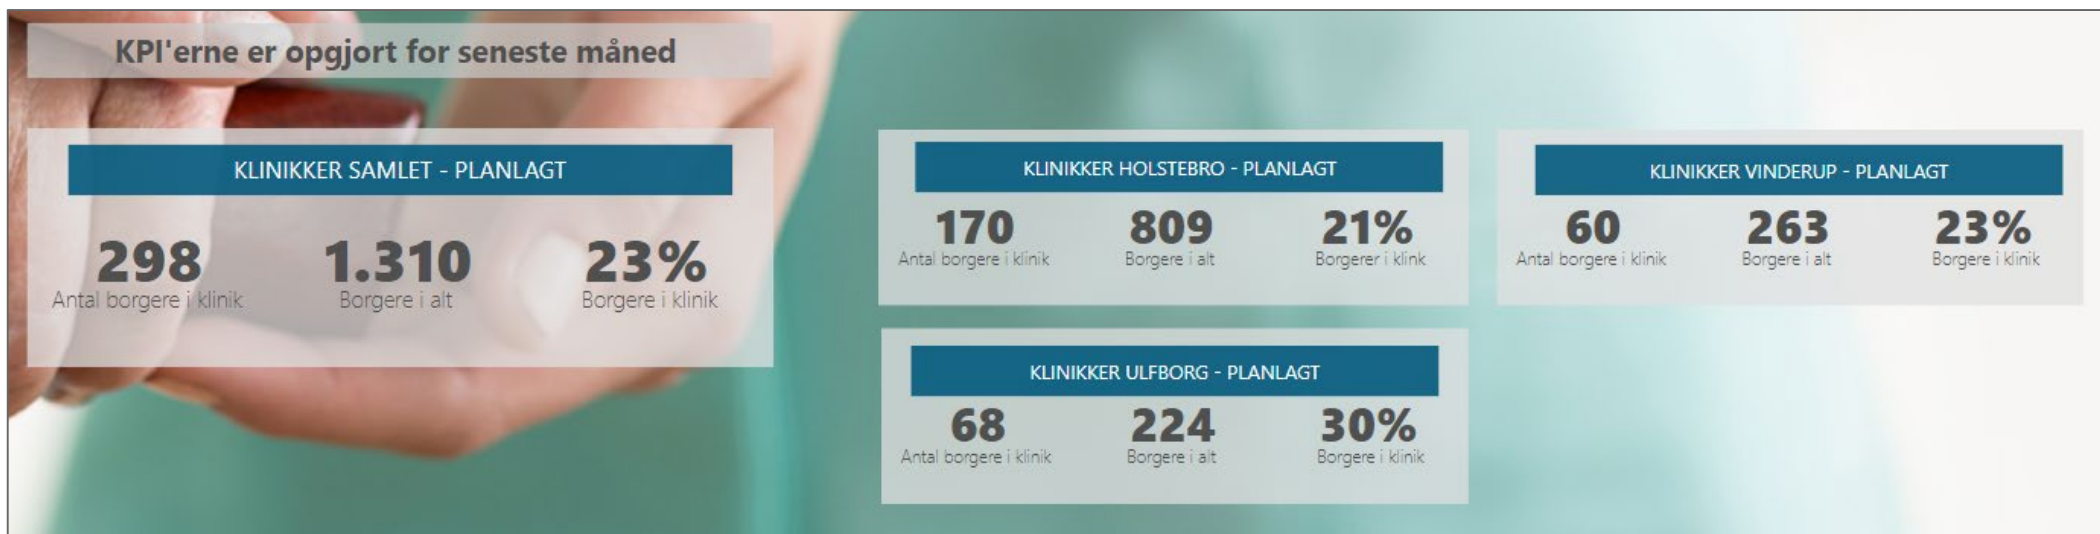 KPI'erne er opgjort for seneste måned
KLINIKKER SAMLET - PLANLAGT
298 1.310 23%
Antal borgere i klinik Borgere i alt Borgere i klinik
KLINIKKER HOLSTEBRO - PLANLAGT
170 809 21%
Antal borgere i klinik Borgere i alt Borgerer i klink
KLINIKKER VINDERUP - PLANLAGT
60 263 23%
Antal borgere i klinik Borgere i alt Borgere i klinik
KLINIKKER ULFBORG - PLANLAGT
68 224 30%
Antal borgere i klinik Borgere i alt Borgere i klinik